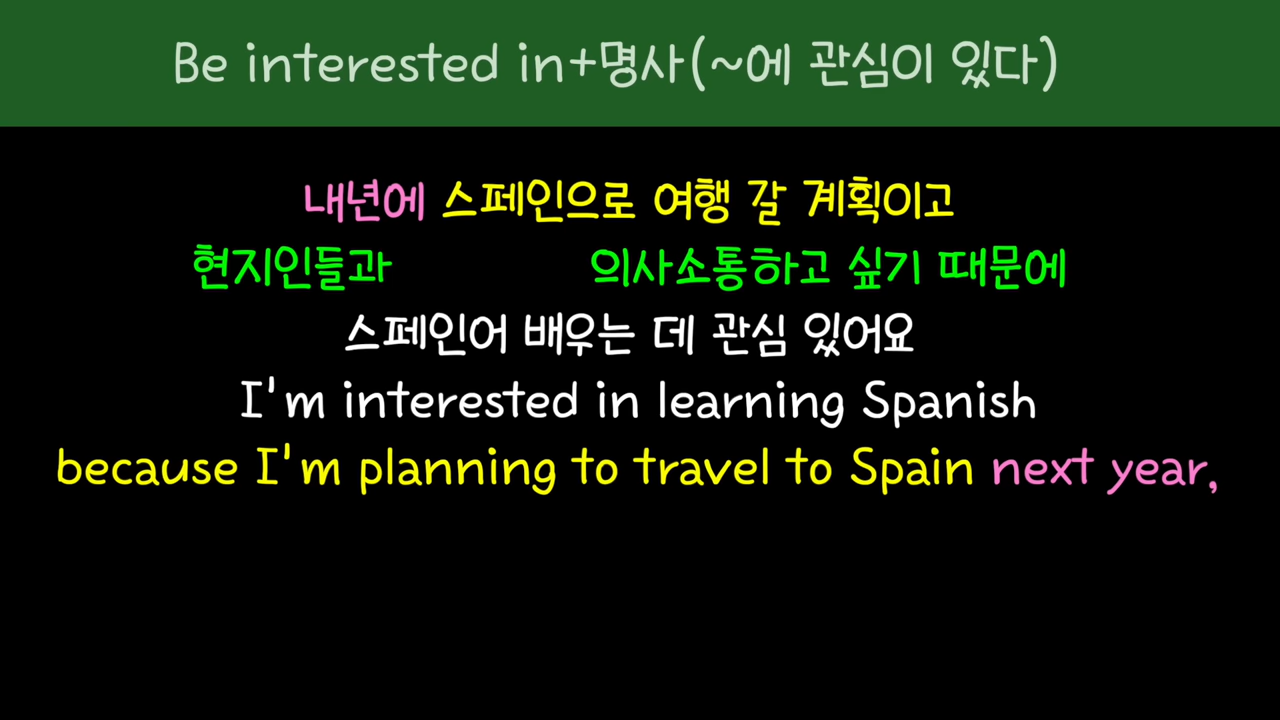 Be interested in+명사(~에 관심이 있다)
내년에 스페인으로 여행 갈 계획이고
현지인들과 의사소통하고 싶기 때문에
스페인어 배우는 데 관심 있어요
I'm interested in learning Spanish
because I'm planning to travel to Spain next year,